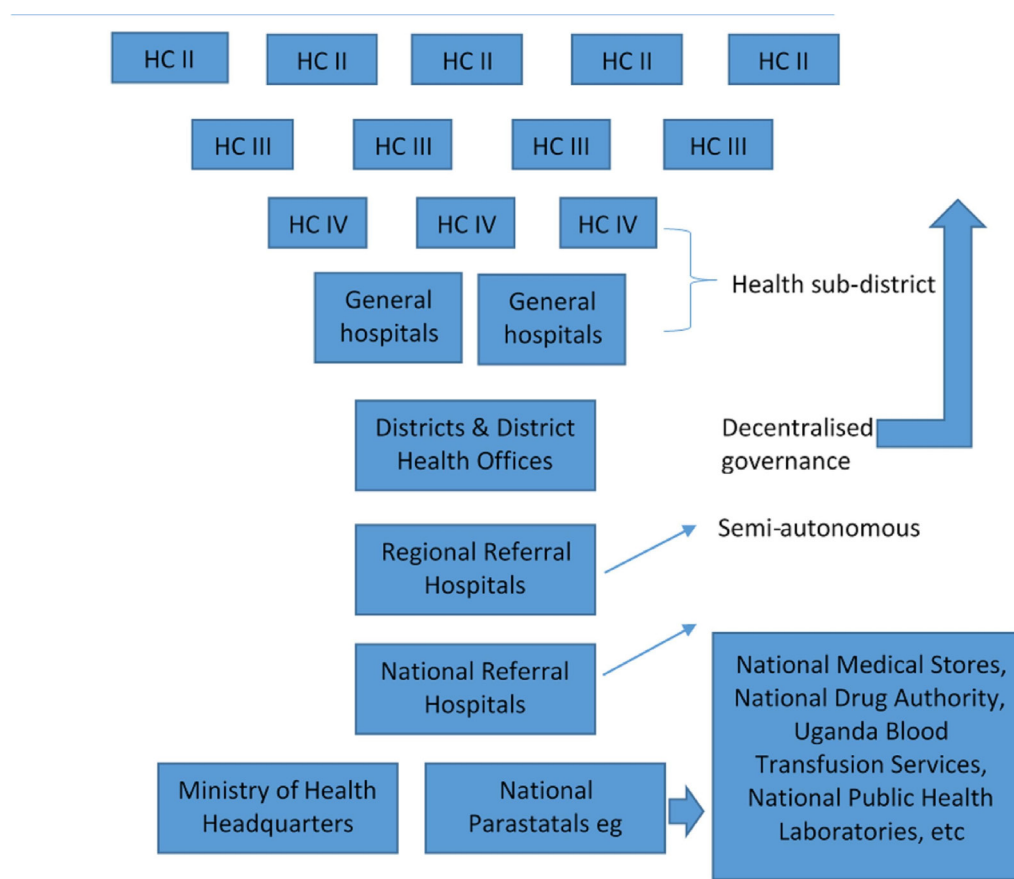 HC II
HC II
HC II
HC II
HC II
HC III
HC III
HC III
HC III
HC IV
HC IV
HC IV
General
hospitals
General
hospitals
Health sub-district
Districts & District
Health Offices
Decentralised
governance
Regional Referral
Hospitals
Semi-autonomous
National Referral
Hospitals
Ministry of Health
Headquarters
National
Parastatals eg
National Medical Stores,
National Drug Authority,
Uganda Blood
Transfusion Services,
National Public Health
Laboratories, etc